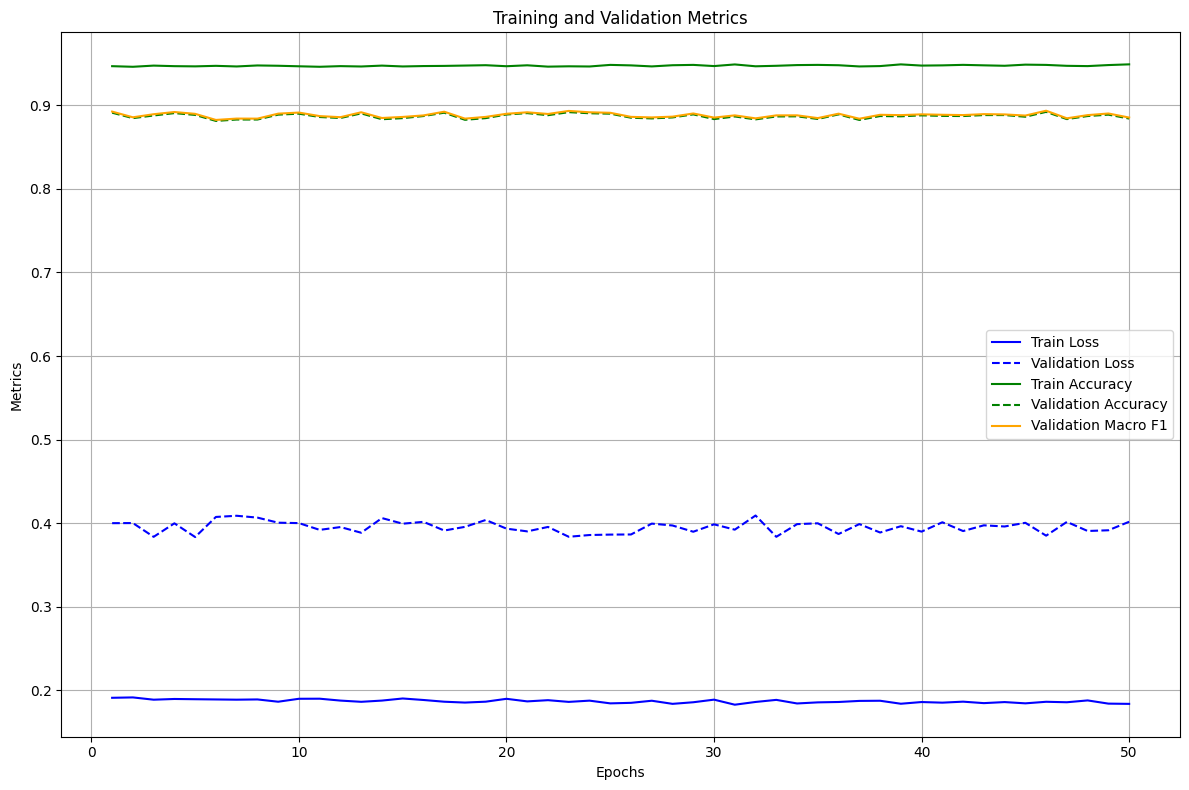 Training and Validation Metrics
0.9
0.8
0.7
0.6
0.5
0.4
0.3
0.2
Metrics
Train Loss
Validation Loss
Train Accuracy
Validation Accuracy
Validation Macro F1
0 10 20 30 40 50
Epochs